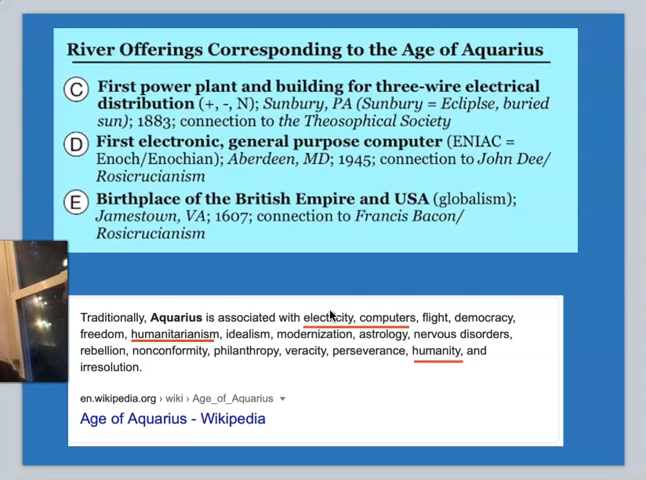 River Offerings Corresponding to the Age of Aquarius
C First power plant and building for three-wire electrical
distribution (+, -, N); Sunbury, PA (Sunbury = Ecliplse, buried
sun); 1883; connection to the Theosophical Society
D First electronic, general purpose computer (ENIAC =
Enoch/Enochian); Aberdeen, MD; 1945; connection to John Dee/
Rosicrucianism
E Birthplace of the British Empire and USA (globalism);
Jamestown, VA; 1607; connection to Francis Bacon/
Rosicrucianism
Traditionally, Aquarius is associated with electricity, computers, flight, democracy,
freedom, humanitarianism, idealism, modernization, astrology, nervous disorders,
rebellion, nonconformity, philanthropy, veracity, perseverance, humanity, and
irresolution.
en.wikipedia.org › wiki › Age_of_Aquarius
Age of Aquarius - Wikipedia